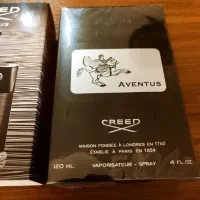 CREED
AVENTUS
CREED
MAISON FONDÉE À LONDRES EN 1760
ÉTABLIE À PARIS EN 1854
120 ML VAPORISATEUR - SPRAY 4 FL OZ